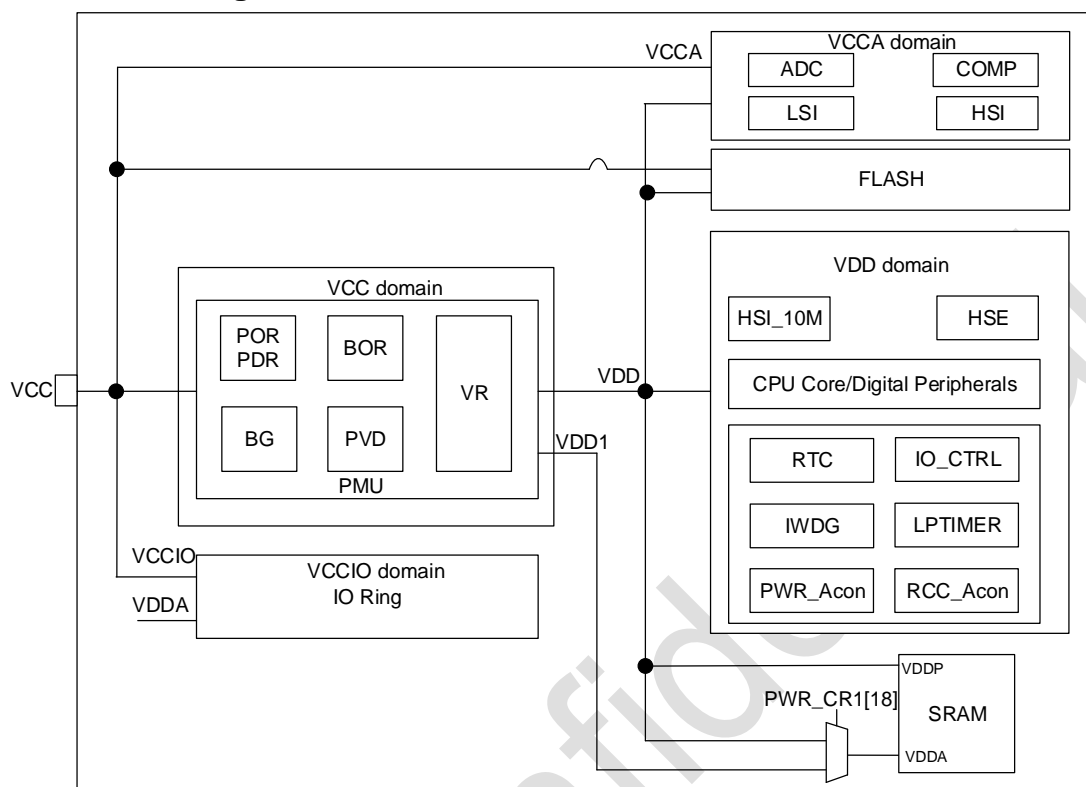 VCCA domain
VCCA
ADC
COMP
LSI
HSI
FLASH
VCC domain
VDD domain
POR
PDR
BOR
VR
HSI_10M
HSE
VCC
VDD
CPU Core/Digital Peripherals
BG
PVD
VDD1
PMU
RTC
IO_CTRL
IWDG
LPTIMER
VCCIO
VCCIO domain
IO Ring
VDDA
PWR_Acon
RCC_Acon
VDDP
PWR_CR1[18]
SRAM
VDDA